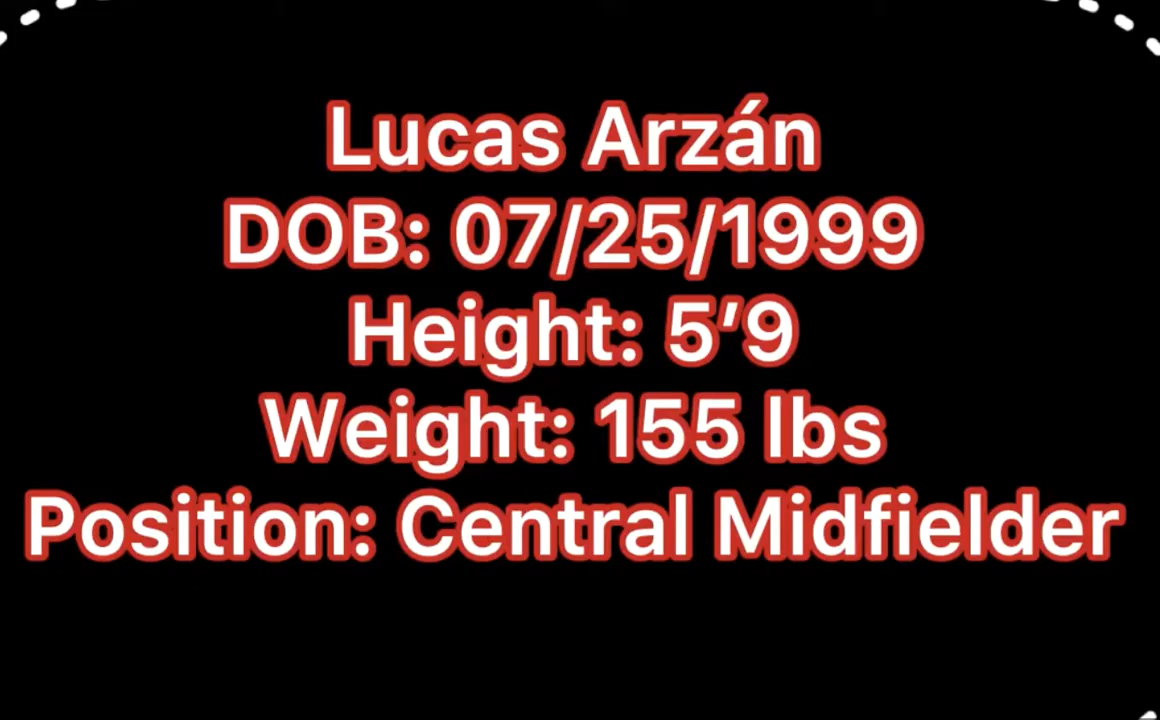 Lucas Arzán
DOB: 07/25/1999
Height: 5’9
Weight: 155 lbs
Position: Central Midfielder